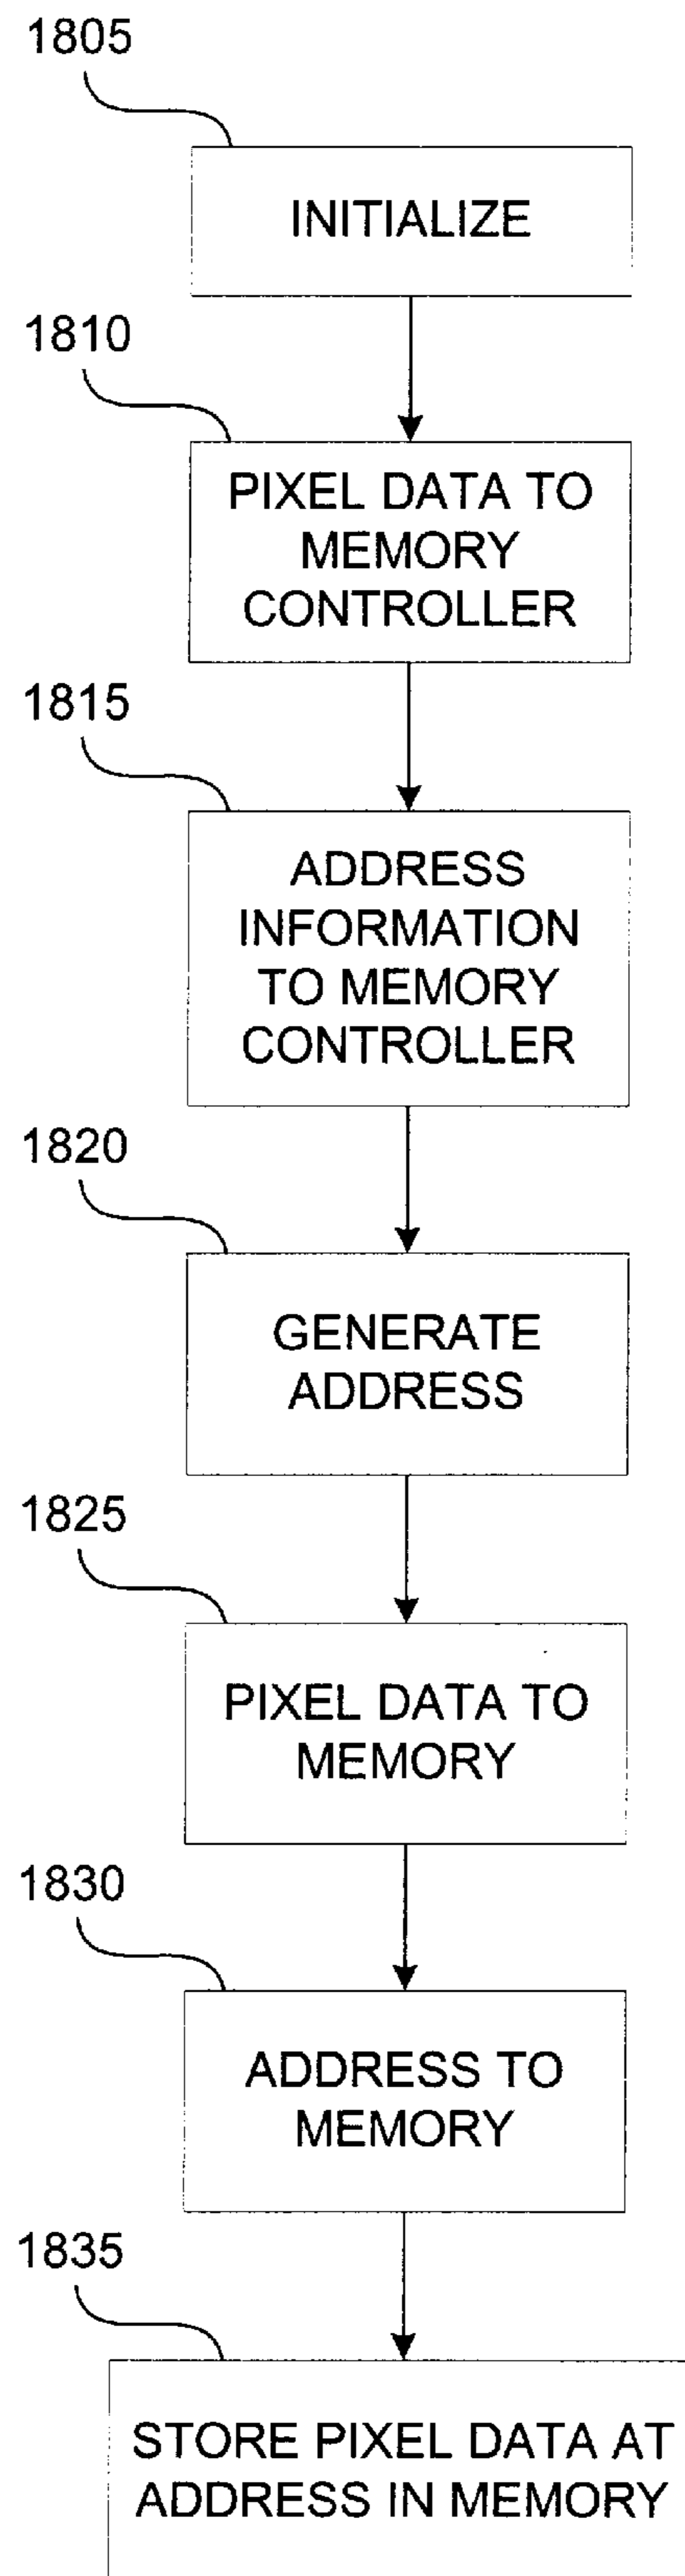 1805
INITIALIZE
1810
PIXEL DATA TO
MEMORY
CONTROLLER
1815
ADDRESS
INFORMATION
TO MEMORY
CONTROLLER
1820
GENERATE
ADDRESS
1825
PIXEL DATA TO
MEMORY
1830
ADDRESS TO
MEMORY
1835
STORE PIXEL DATA AT
ADDRESS IN MEMORY